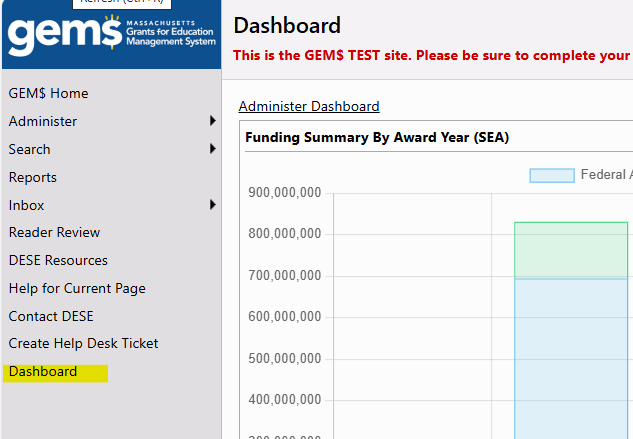 Refresh (Ctrl+R)
gem$
MASSACHUSETTS
Grants for Education
Management System
Dashboard
This is the GEM$ TEST site. Please be sure to complete your
GEM$ Home
Administer
Search
Reports
Inbox
Reader Review
DESE Resources
Help for Current Page
Contact DESE
Create Help Desk Ticket
Dashboard
Administer Dashboard
Funding Summary By Award Year (SEA)
Federal A
900,000,000
800,000,000
700,000,000
600,000,000
500,000,000
400,000,000